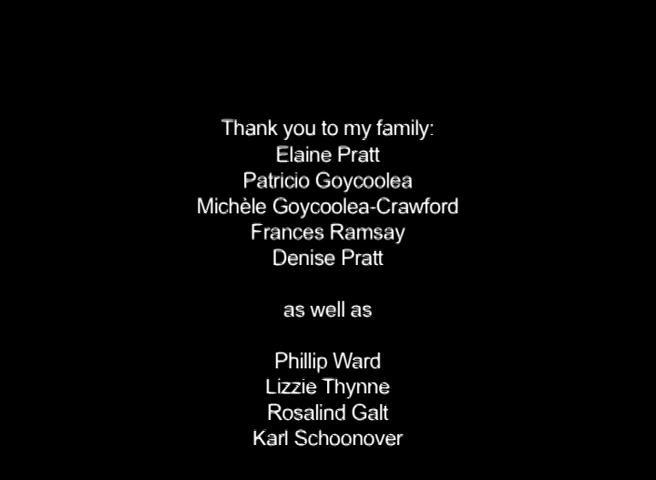 Thank you to my family:
Elaine Pratt
Patricio Goycoolea
Michèle Goycoolea-Crawford
Frances Ramsay
Denise Pratt
as well as
Phillip Ward
Lizzie Thynne
Rosalind Galt
Karl Schoonover